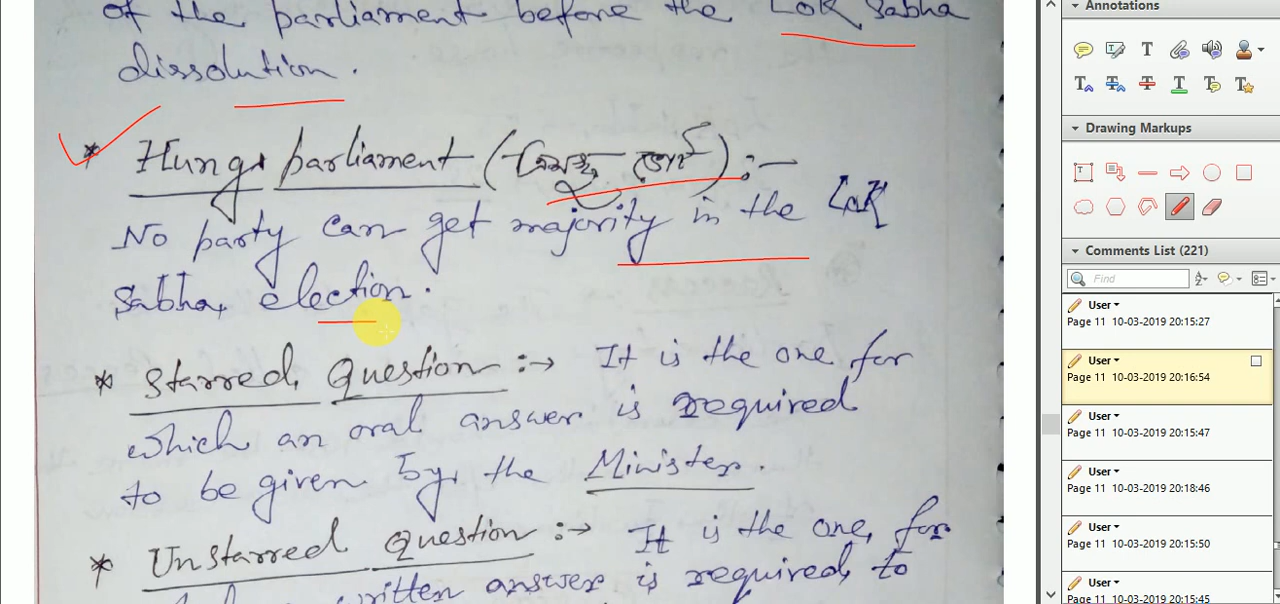 of the parliament before the Lok Sabha
dissolution.
* Hung parliament ( ) :-
No party can get majority in the Lok
Sabha election.
* Starred Question :→ It is the one for
which an oral answer is required
to be given by the Minister.
* Unstarred Question :→ It is the one, for
written answer is required, to
Annotations
Drawing Markups
Comments List (221)
Find
User
Page 11 10-03-2019 20:15:27
User
Page 11 10-03-2019 20:16:54
User
Page 11 10-03-2019 20:15:47
User
Page 11 10-03-2019 20:18:46
User
Page 11 10-03-2019 20:15:50
User
Page 11 10-03-2019 20:15:45